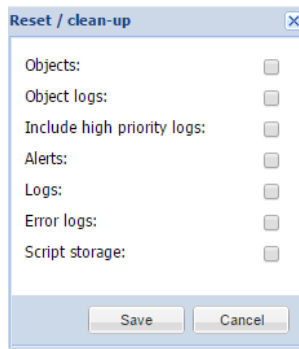 Reset / clean-up
Objects:
Object logs:
Include high priority logs:
Alerts:
Logs:
Error logs:
Script storage:
Save Cancel